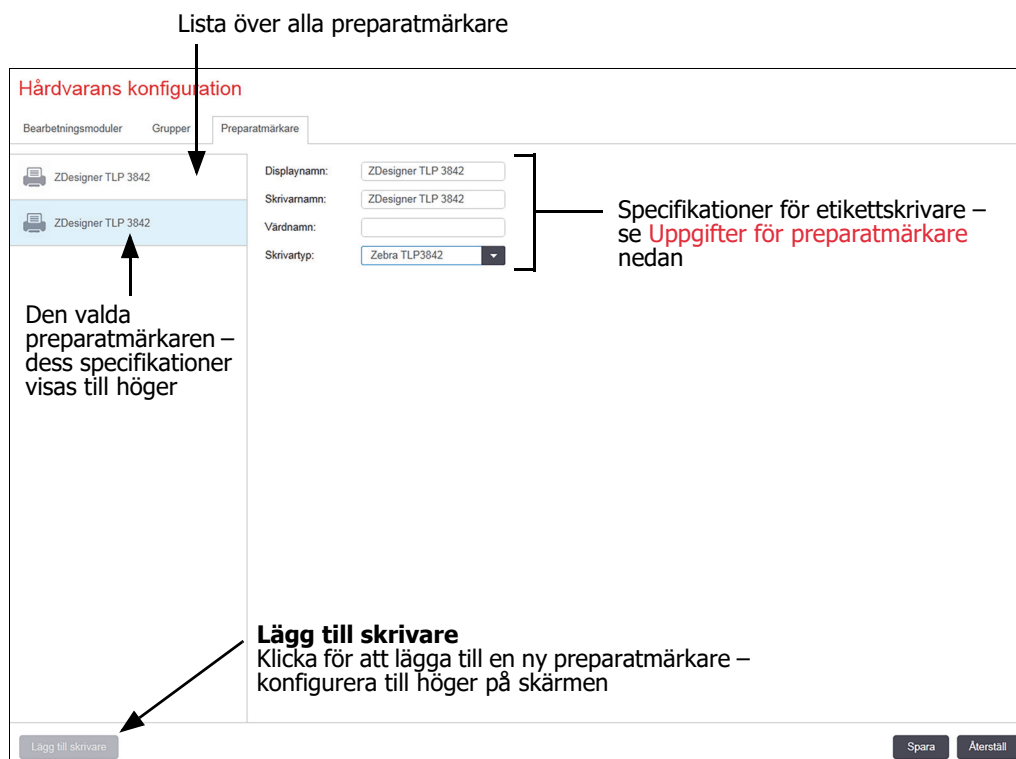 Lista över alla preparatmärkare
Hårdvarans konfiguration
Bearbetningsmoduler Grupper Preparatmärkare
ZDesigner TLP 3842
ZDesigner TLP 3842
Displaynamn: ZDesigner TLP 3842
Skrivarnamn: ZDesigner TLP 3842
Värdnamn:
Skrivartyp: Zebra TLP3842
Specifikationer för etikettskrivare –
se Uppgifter för preparatmärkare
nedan
Den valda
preparatmärkaren –
dess specifikationer
visas till höger
Lägg till skrivare
Klicka för att lägga till en ny preparatmärkare –
konfigurera till höger på skärmen
Lägg till skrivare
Spara Återställ